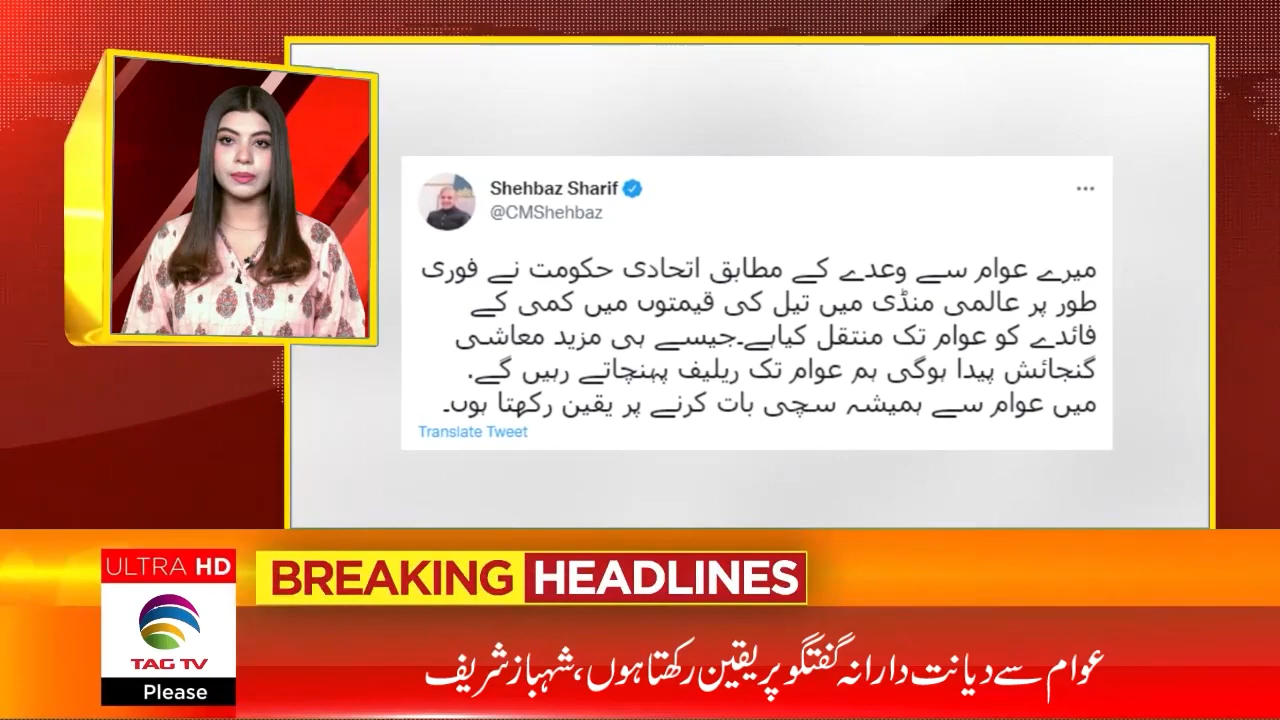 Shehbaz Sharif
@CMShehbaz
میرے عوام سے وعدے کے مطابق اتحادی حکومت نے فوری
طور پر عالمی منڈی میں تیل کی قیمتوں میں کمی کے
فائدے کو عوام تک منتقل کیاہے۔جیسے ہی مزید معاشی
گنجائش پیدا ہوگی ہم عوام تک ریلیف پہنچاتے رہیں گے.
میں عوام سے ہمیشہ سچی بات کرنے پر یقین رکھتا ہوں۔
Translate Tweet
ULTRA HD
BREAKING HEADLINES
TAG TV
Please
عوام سے دیانت دارانہ گفتگو پر یقین رکھتا ہوں، شہباز شریف